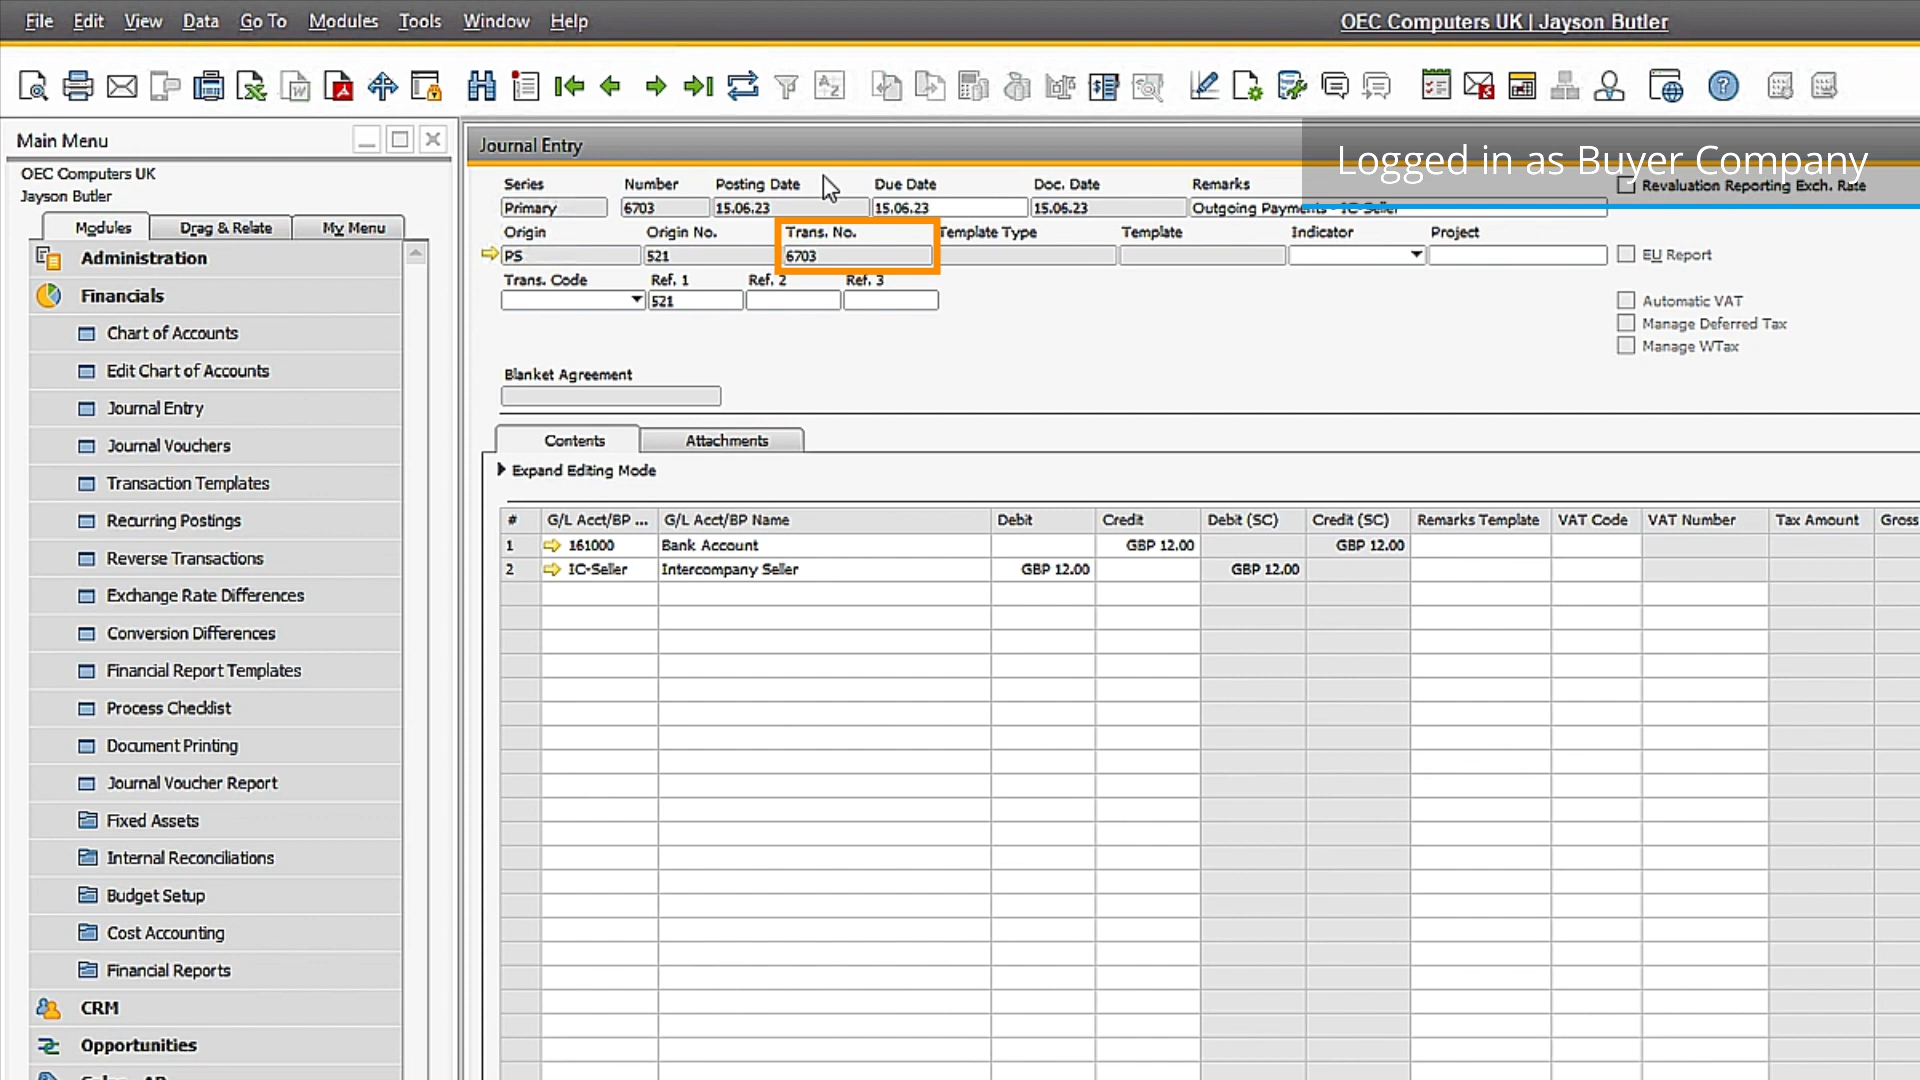 File Edit View Data Go To Modules Tools Window Help
OEC Computers UK | Jayson Butler
Main Menu
OEC Computers UK
Jayson Butler
Modules Drag & Relate My Menu
Administration
Financials
Chart of Accounts
Edit Chart of Accounts
Journal Entry
Journal Vouchers
Transaction Templates
Recurring Postings
Reverse Transactions
Exchange Rate Differences
Conversion Differences
Financial Report Templates
Process Checklist
Document Printing
Journal Voucher Report
Fixed Assets
Internal Reconciliations
Budget Setup
Cost Accounting
Financial Reports
CRM
Opportunities
Journal Entry
Logged in as Buyer Company
Series Number Posting Date Due Date Doc. Date Remarks
Revaluation Reporting Exch. Rate
Primary 6703 15.06.23 15.06.23 15.06.23 Outgoing Payments - IC-Seller
Origin Origin No. Trans. No. Template Type Template Indicator Project
PS 521 6703
EU Report
Trans. Code Ref. 1 Ref. 2 Ref. 3
521
Automatic VAT
Manage Deferred Tax
Manage WTax
Blanket Agreement
Contents Attachments
Expand Editing Mode
# G/L Acct/BP ... G/L Acct/BP Name Debit Credit Debit (SC) Credit (SC) Remarks Template VAT Code VAT Number Tax Amount Gross
1 161000 Bank Account GBP 12.00 GBP 12.00
2 IC-Seller Intercompany Seller GBP 12.00 GBP 12.00